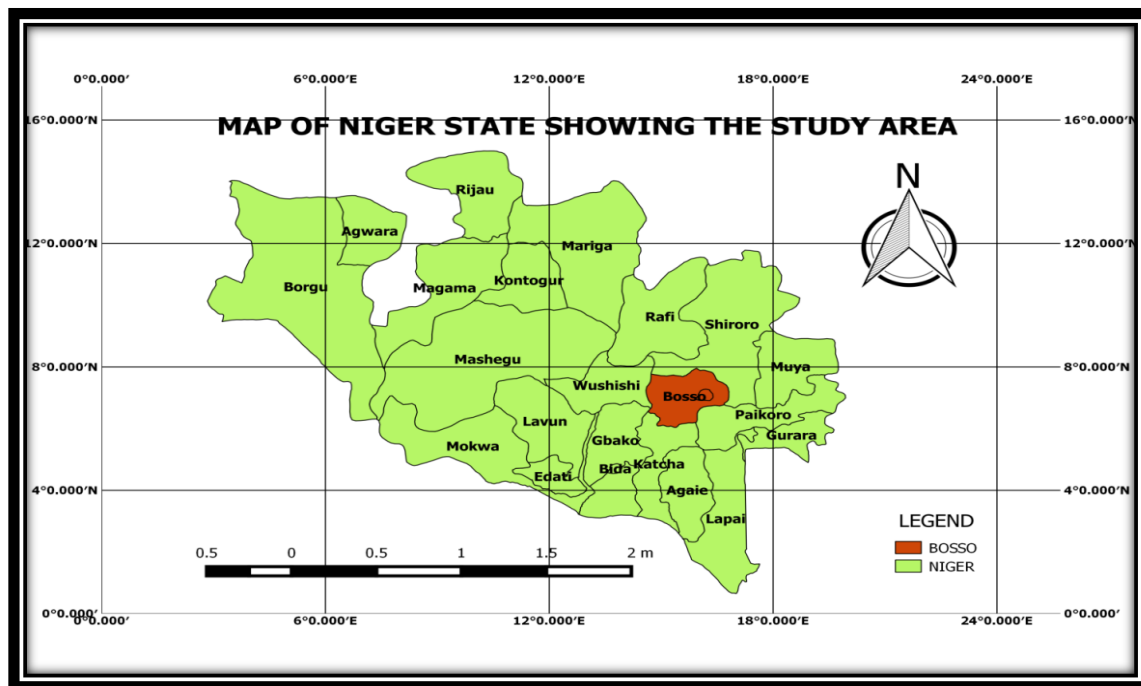 0°0.000′ 6°0.000′E 12°0.000′E 18°0.000′E 24°0.000′E
16°0.000′N 16°0.000′N
MAP OF NIGER STATE SHOWING THE STUDY AREA
N
Rijau
Agwara
Mariga
12°0.000′N 12°0.000′N
Borgu
Magama
Kontogur
Rafi
Shiroro
Mashegu
8°0.000′N 8°0.000′N
Muya
Wushishi
Bosso
Paikoro
Lavun
Gurara
Gbako
Mokwa
Katcha
Bida
Edati
4°0.000′N 4°0.000′N
Agaie
Lapai
LEGEND
BOSSO
NIGER
0.5 0 0.5 1 1.5 2 m
0°0.000′ 0°0.000′
0°0.000′ 6°0.000′E 12°0.000′E 18°0.000′E 24°0.000′E